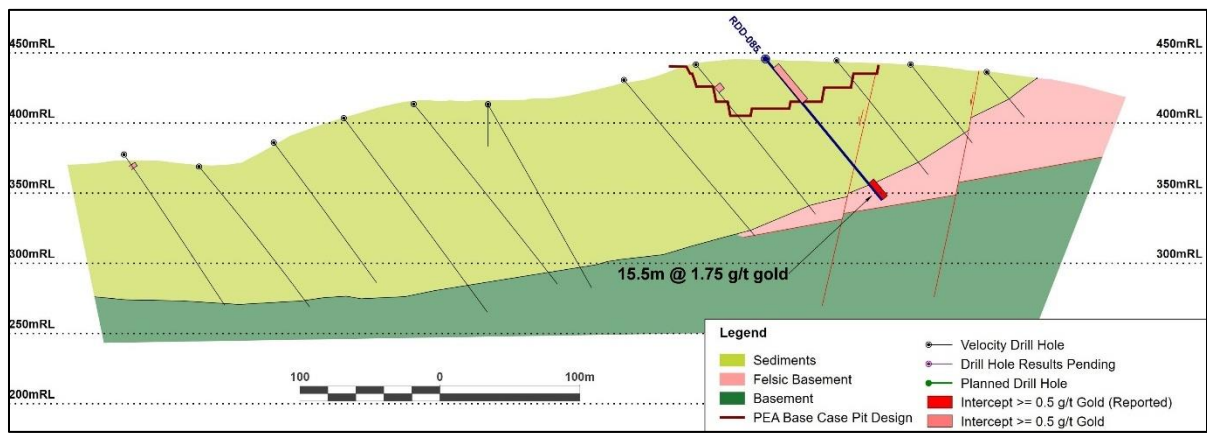 RDD-085
450mRL 450mRL
400mRL 400mRL
350mRL 350mRL
300mRL 300mRL
15.5m @ 1.75 g/t gold
250mRL
200mRL
100 0 100m
Legend
Sediments
Felsic Basement
Basement
PEA Base Case Pit Design
Velocity Drill Hole
Drill Hole Results Pending
Planned Drill Hole
Intercept >= 0.5 g/t Gold (Reported)
Intercept >= 0.5 g/t Gold